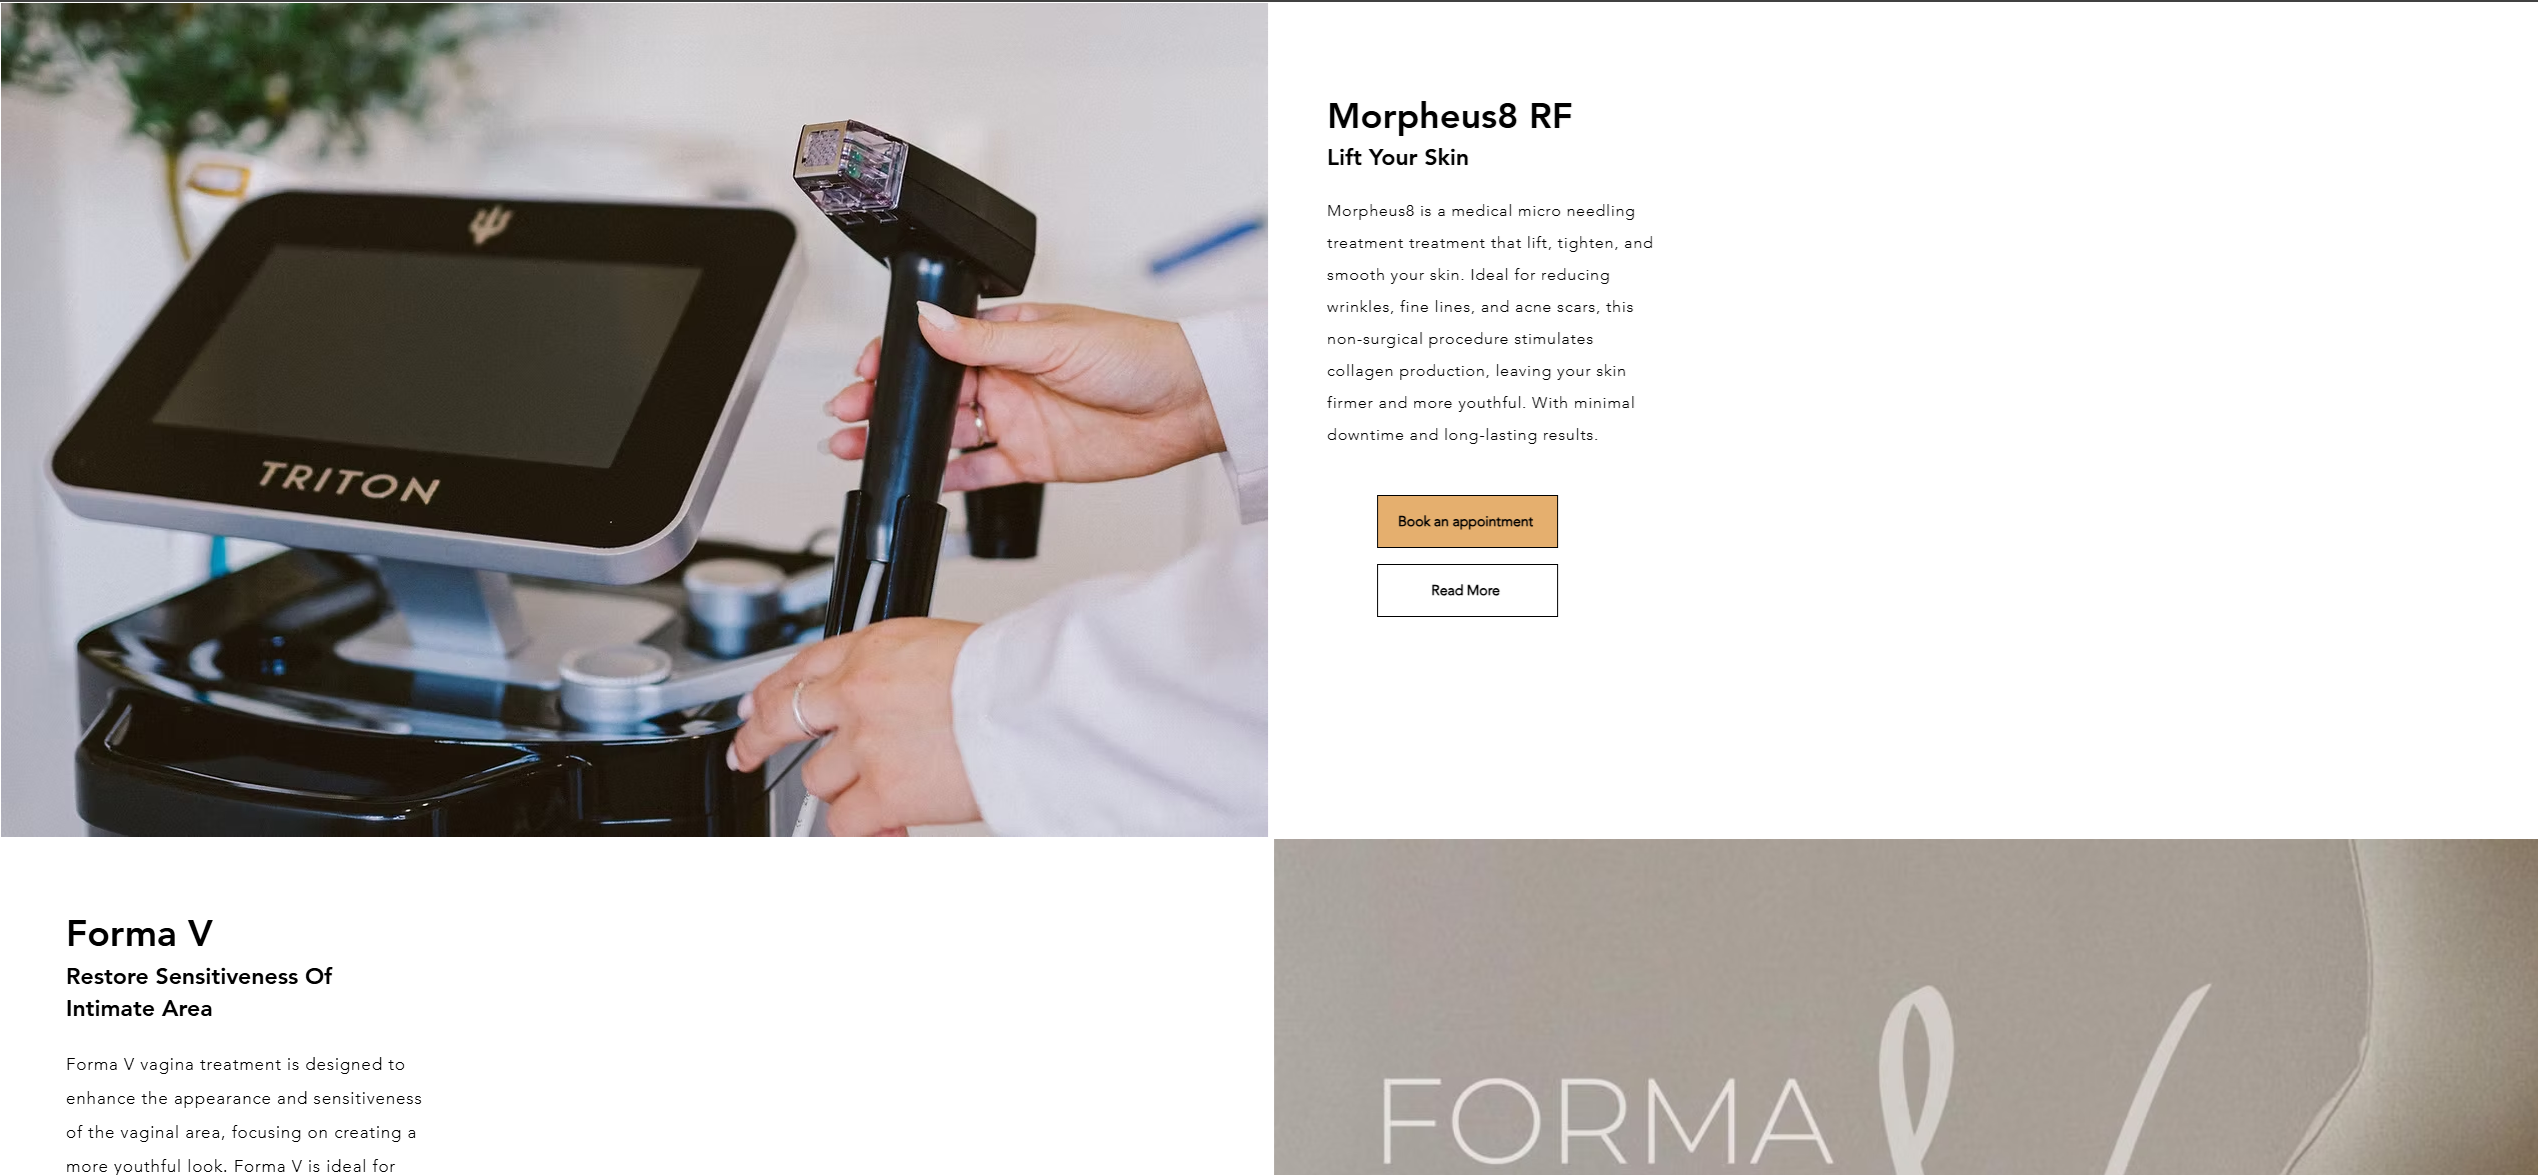 TRITON
Morpheus8 RF
Lift Your Skin
Morpheus8 is a medical micro needling
treatment treatment that lift, tighten, and
smooth your skin. Ideal for reducing
wrinkles, fine lines, and acne scars, this
non-surgical procedure stimulates
collagen production, leaving your skin
firmer and more youthful. With minimal
downtime and long-lasting results.
Book an appointment
Read More
Forma V
Restore Sensitiveness Of
Intimate Area
Forma V vagina treatment is designed to
enhance the appearance and sensitiveness
of the vaginal area, focusing on creating a
more youthful look. Forma V is ideal for
FORMA V